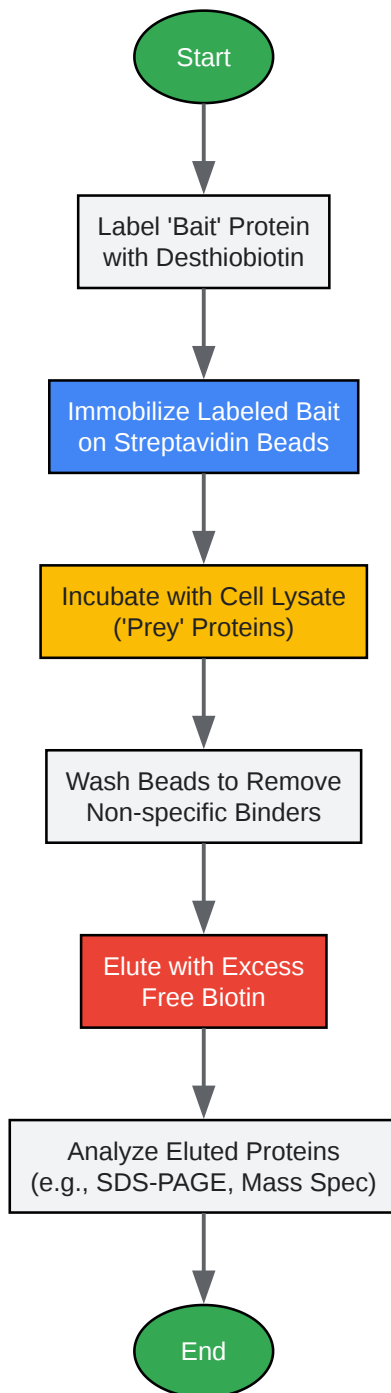 Start
Label 'Bait' Protein
with Desthiobiotin
Immobilize Labeled Bait
on Streptavidin Beads
Incubate with Cell Lysate
('Prey' Proteins)
Wash Beads to Remove
Non-specific Binders
Elute with Excess
Free Biotin
Analyze Eluted Proteins
(e.g., SDS-PAGE, Mass Spec)
End